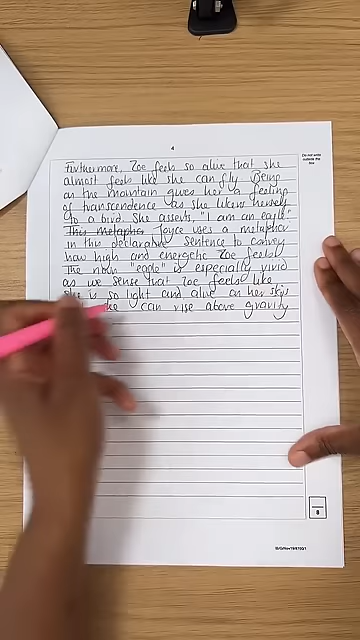 4
Do not write
outside the
box
Furthermore, Zoe feels so alive that she
almost feels like she can fly. Being
on the mountain gives her a feeling
of transcendence as she likens herself
to a bird. She asserts, "I am an eagle".
This metaphor Joyce uses a metaphor
in this declarative sentence to convey
how high and energetic Zoe feels.
The noun "eagle" is especially vivid
as we sense that Zoe feels like
she is so light and alive on her skis
can rise above gravity
8